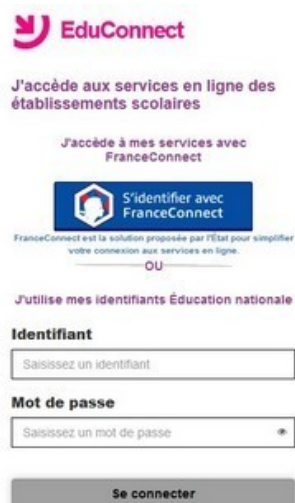 EduConnect
J'accède aux services en ligne des
établissements scolaires
J'accède à mes services avec
FranceConnect
S'identifier avec
FranceConnect
FranceConnect est la solution proposée par l'État pour simplifier
votre connexion aux services en ligne.
OU
J'utilise mes identifiants Éducation nationale
Identifiant
Saisissez un identifiant
Mot de passe
Saisissez un mot de passe
Se connecter